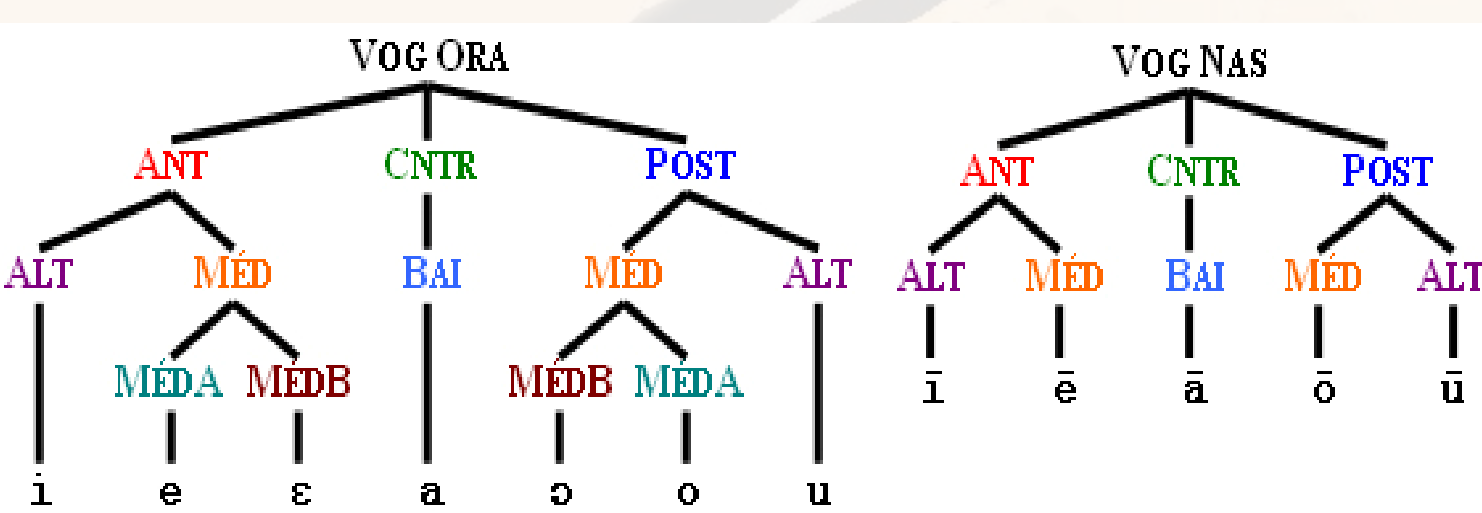 VOG ORA VOG NAS
ANT CNTR POST ANT CNTR POST
ALT MÉD BAI MÉD ALT ALT MÉD BAI MÉD ALT
MÉDA MÉDB MÉDB MÉDA
ī ē ā ō ū
i e ɛ a ɔ o u